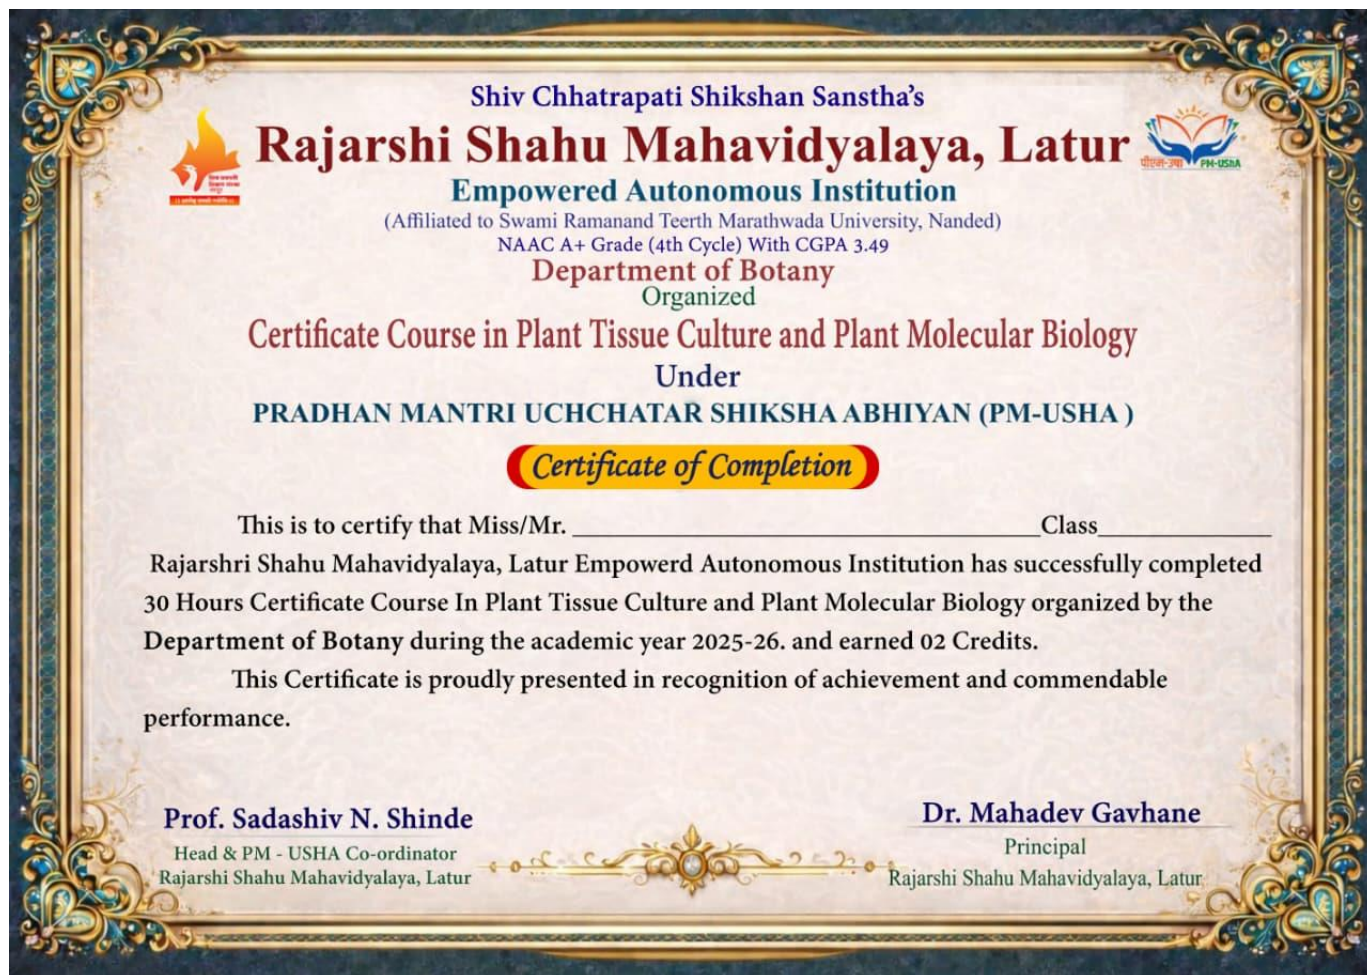 Shiv Chhatrapati Shikshan Sanstha's
Rajarshi Shahu Mahavidyalaya, Latur
पीएम-उषा PM-USHA
Empowered Autonomous Institution
(Affiliated to Swami Ramanand Teerth Marathwada University, Nanded)
NAAC A+ Grade (4th Cycle) With CGPA 3.49
Department of Botany
Organized
Certificate Course in Plant Tissue Culture and Plant Molecular Biology
Under
PRADHAN MANTRI UCHCHATAR SHIKSHA ABHIYAN (PM-USHA )
Certificate of Completion
This is to certify that Miss/Mr. ____________________ Class____________
Rajarshri Shahu Mahavidyalaya, Latur Empowerd Autonomous Institution has successfully completed
30 Hours Certificate Course In Plant Tissue Culture and Plant Molecular Biology organized by the
Department of Botany during the academic year 2025-26. and earned 02 Credits.
This Certificate is proudly presented in recognition of achievement and commendable
performance.
Prof. Sadashiv N. Shinde
Head & PM - USHA Co-ordinator
Rajarshi Shahu Mahavidyalaya, Latur
Dr. Mahadev Gavhane
Principal
Rajarshi Shahu Mahavidyalaya, Latur